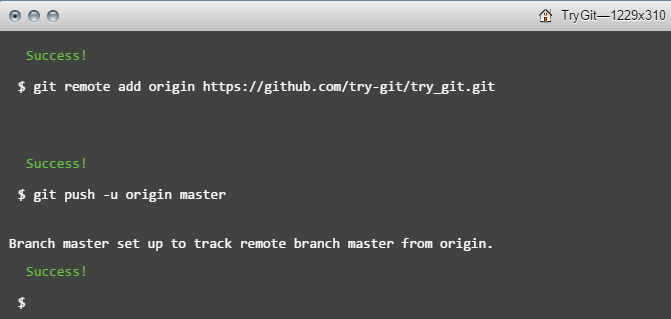 TryGit—1229x310
Success!
$ git remote add origin https://github.com/try-git/try_git.git
Success!
$ git push -u origin master
Branch master set up to track remote branch master from origin.
Success!
$